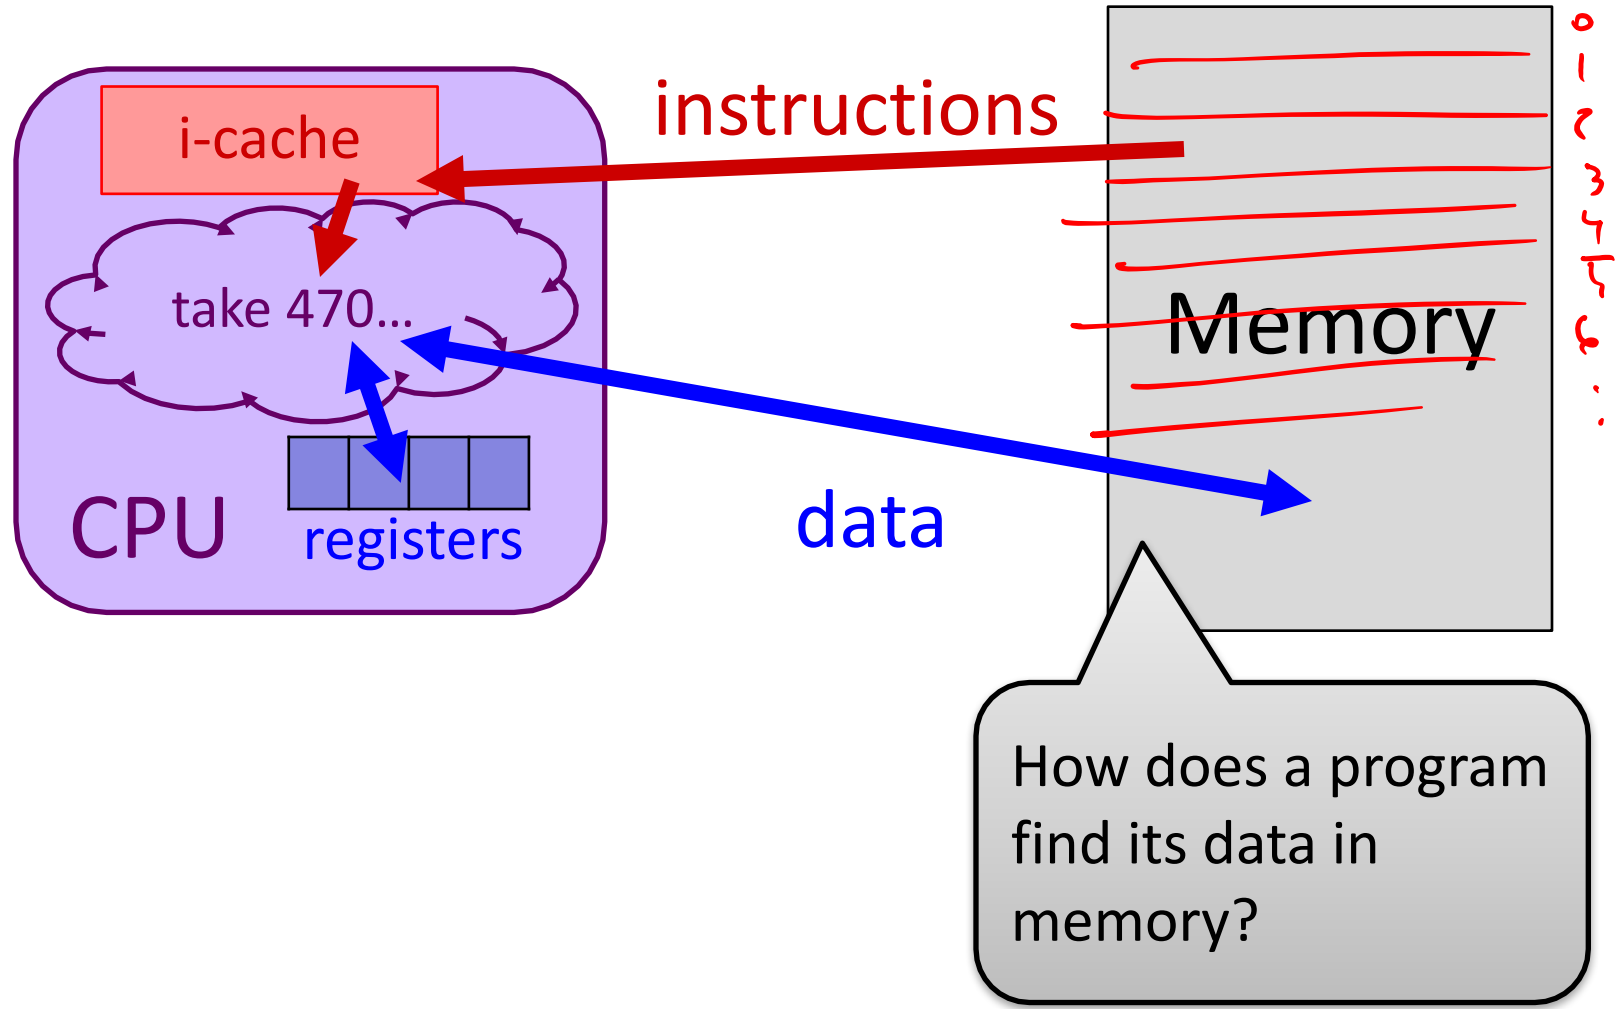 i-cache
instructions
take 470...
CPU
registers
data
Memory
0
1
2
3
4
5
6
How does a program
find its data in
memory?